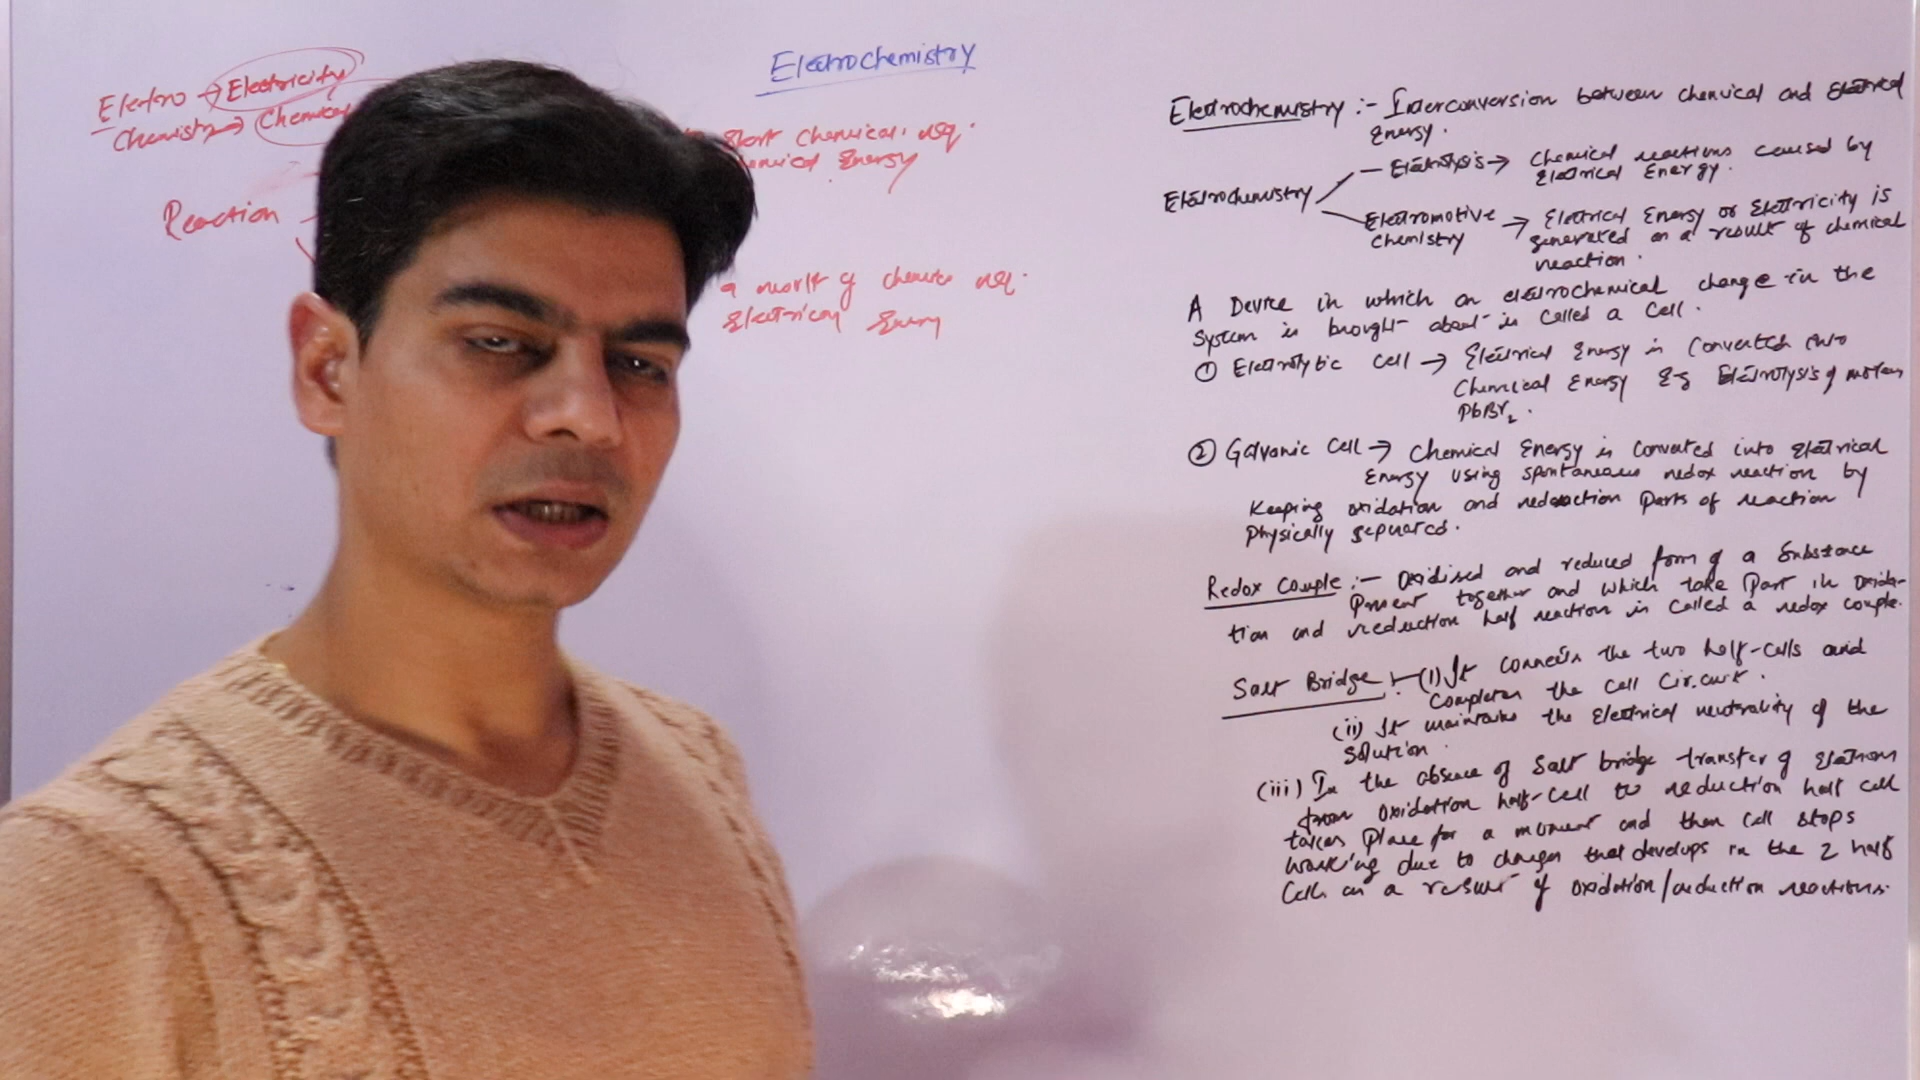 Electrochemistry
Electro → Electricity
Chemistry → Chemical
Start Chemical
Energy
Reaction →
a result of
Electrical Energy
Electrochemistry :- Interconversion between chemical and Electrical
Energy.
Electrochemistry
— Electrolysis → Chemical reactions caused by
Electrical Energy.
Electromotive → Electrical Energy or Electricity is
chemistry generated as a result of chemical
reaction.
A Device in which an electrochemical change in the
System is brought about is Called a Cell.
① Electrolytic Cell → Electrical Energy is Converted into
Chemical Energy Eg Electrolysis of molten
PbBr2.
② Galvanic Cell → Chemical Energy is Converted into Electrical
Energy using spontaneous redox reaction by
Keeping oxidation and reduction Parts of reaction
Physically separated.
Redox Couple :- Oxidised and reduced form of a Substance
Present together and which take Part in Oxida-
tion and reduction half reaction is called a redox couple.
Salt Bridge :- (i) It connects the two half-cells and
Completes the Cell Circuit.
(ii) It maintains the Electrical neutrality of the
Solution.
(iii) In the absence of Salt bridge transfer of Electrons
from Oxidation half-cell to reduction half cell
takes Place for a moment and then Cell stops
working due to charges that develops in the 2 half
Cells as a result of oxidation/reduction reactions.